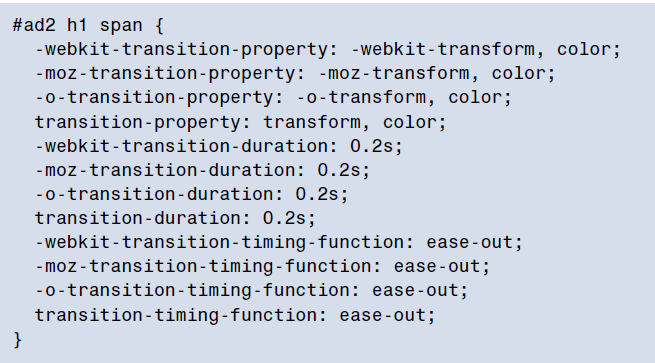 #ad2 h1 span {
  -webkit-transition-property: -webkit-transform, color;
  -moz-transition-property: -moz-transform, color;
  -o-transition-property: -o-transform, color;
  transition-property: transform, color;
  -webkit-transition-duration: 0.2s;
  -moz-transition-duration: 0.2s;
  -o-transition-duration: 0.2s;
  transition-duration: 0.2s;
  -webkit-transition-timing-function: ease-out;
  -moz-transition-timing-function: ease-out;
  -o-transition-timing-function: ease-out;
  transition-timing-function: ease-out;
}